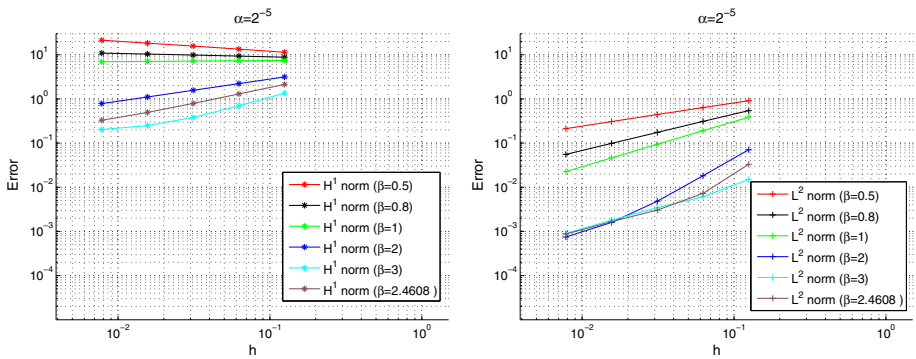 α=2⁻⁵
Error
10¹
10⁰
10⁻¹
10⁻²
10⁻³
10⁻⁴
H¹ norm (β=0.5)
H¹ norm (β=0.8)
H¹ norm (β=1)
H¹ norm (β=2)
H¹ norm (β=3)
H¹ norm (β=2.4608 )
10⁻² 10⁻¹ 10⁰
h
α=2⁻⁵
Error
10¹
10⁰
10⁻¹
10⁻²
10⁻³
10⁻⁴
L² norm (β=0.5)
L² norm (β=0.8)
L² norm (β=1)
L² norm (β=2)
L² norm (β=3)
L² norm (β=2.4608 )
10⁻² 10⁻¹ 10⁰
h